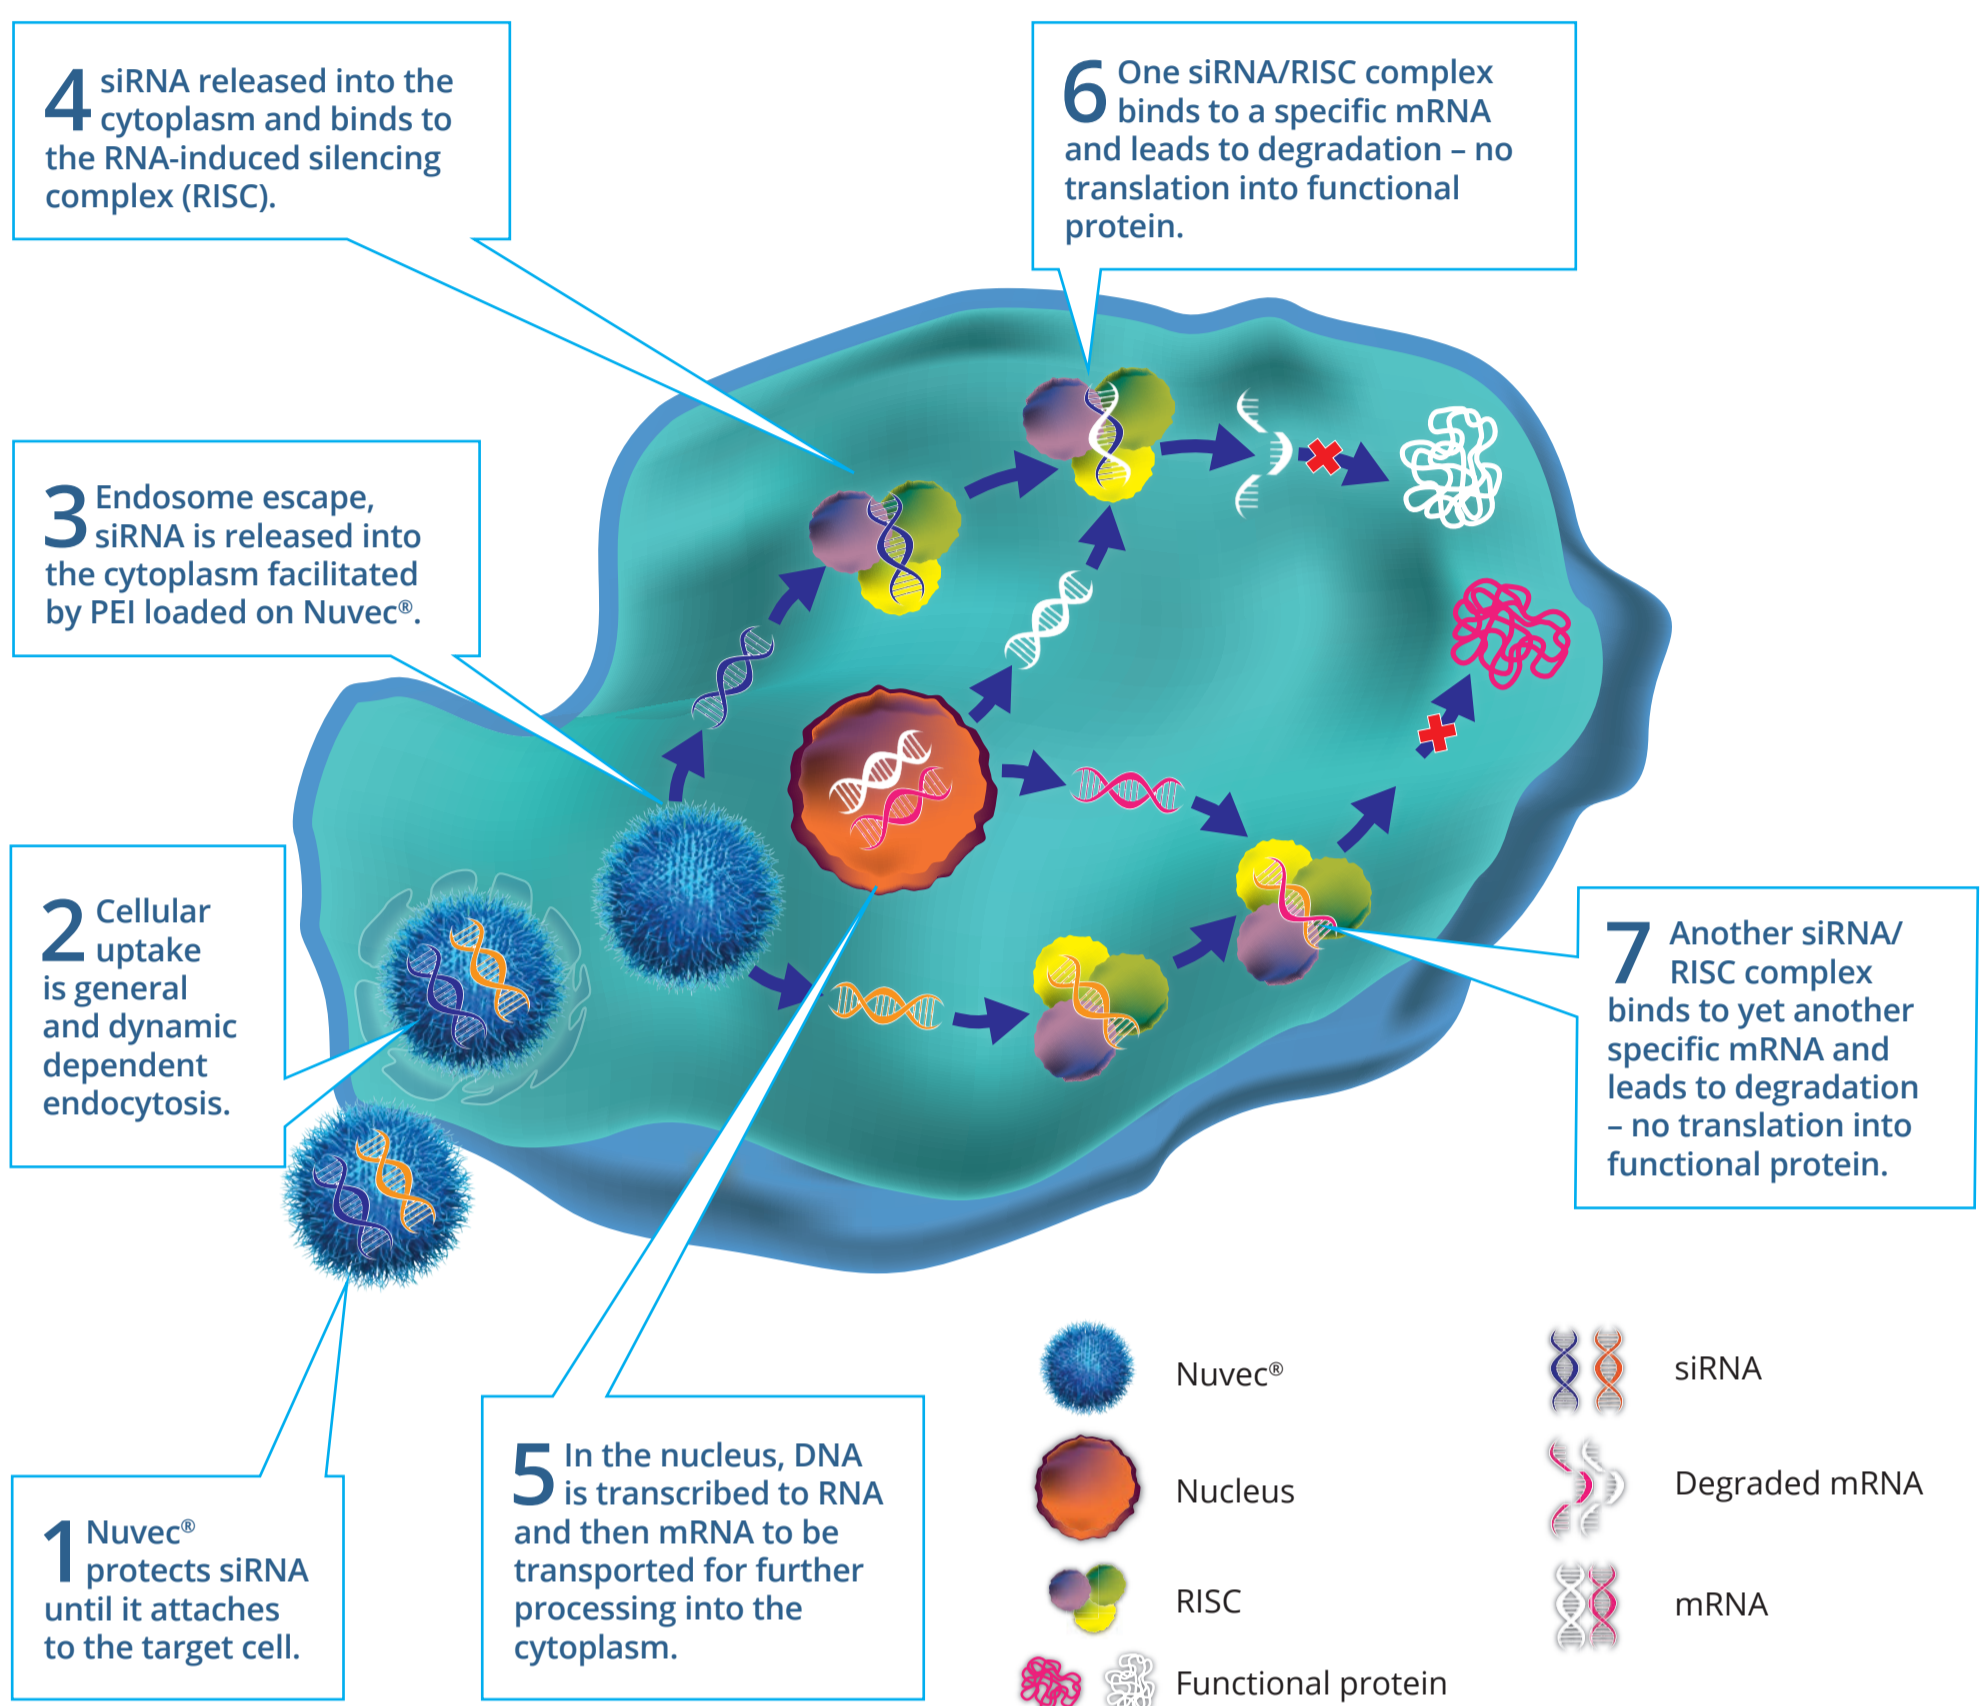 4 siRNA released into the
cytoplasm and binds to
the RNA-induced silencing
complex (RISC).
6 One siRNA/RISC complex
binds to a specific mRNA
and leads to degradation – no
translation into functional
protein.
3 Endosome escape,
siRNA is released into
the cytoplasm facilitated
by PEI loaded on Nuvec®.
2 Cellular
uptake
is general
and dynamic
dependent
endocytosis.
7 Another siRNA/
RISC complex
binds to yet another
specific mRNA and
leads to degradation
– no translation into
functional protein.
1 Nuvec®
protects siRNA
until it attaches
to the target cell.
5 In the nucleus, DNA
is transcribed to RNA
and then mRNA to be
transported for further
processing into the
cytoplasm.
Nuvec®
Nucleus
RISC
Functional protein
siRNA
Degraded mRNA
mRNA